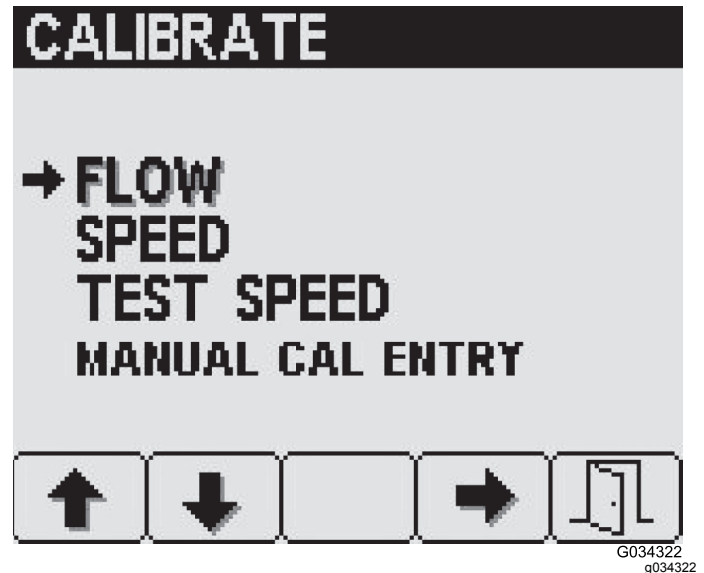 CALIBRATE
FLOW
SPEED
TEST SPEED
MANUAL CAL ENTRY
G034322
g034322